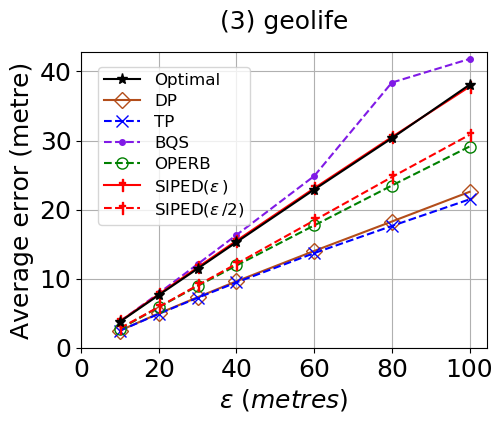 (3) geolife
Average error (metre)
40
30
20
10
0
Optimal
DP
TP
BQS
OPERB
SIPED(ε )
SIPED(ε /2)
0 20 40 60 80 100
ε (metres)